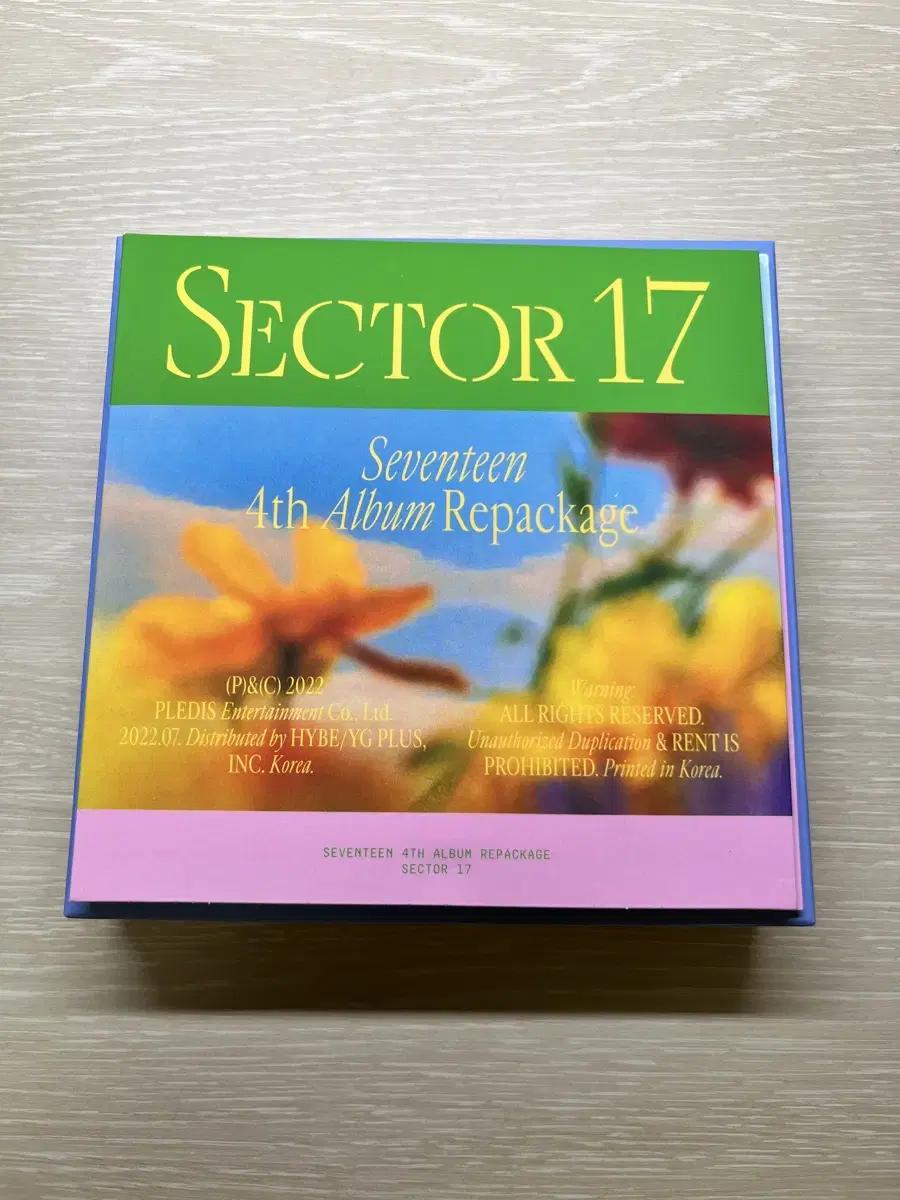 SECTOR 17
Seventeen
4th Album Repackage
(P)&(C) 2022
PLEDIS Entertainment Co., Ltd.
2022.07. Distributed by HYBE/YG PLUS,
INC. Korea.
Warning:
ALL RIGHTS RESERVED.
Unauthorized Duplication & RENT IS
PROHIBITED. Printed in Korea.
SEVENTEEN 4TH ALBUM REPACKAGE
SECTOR 17